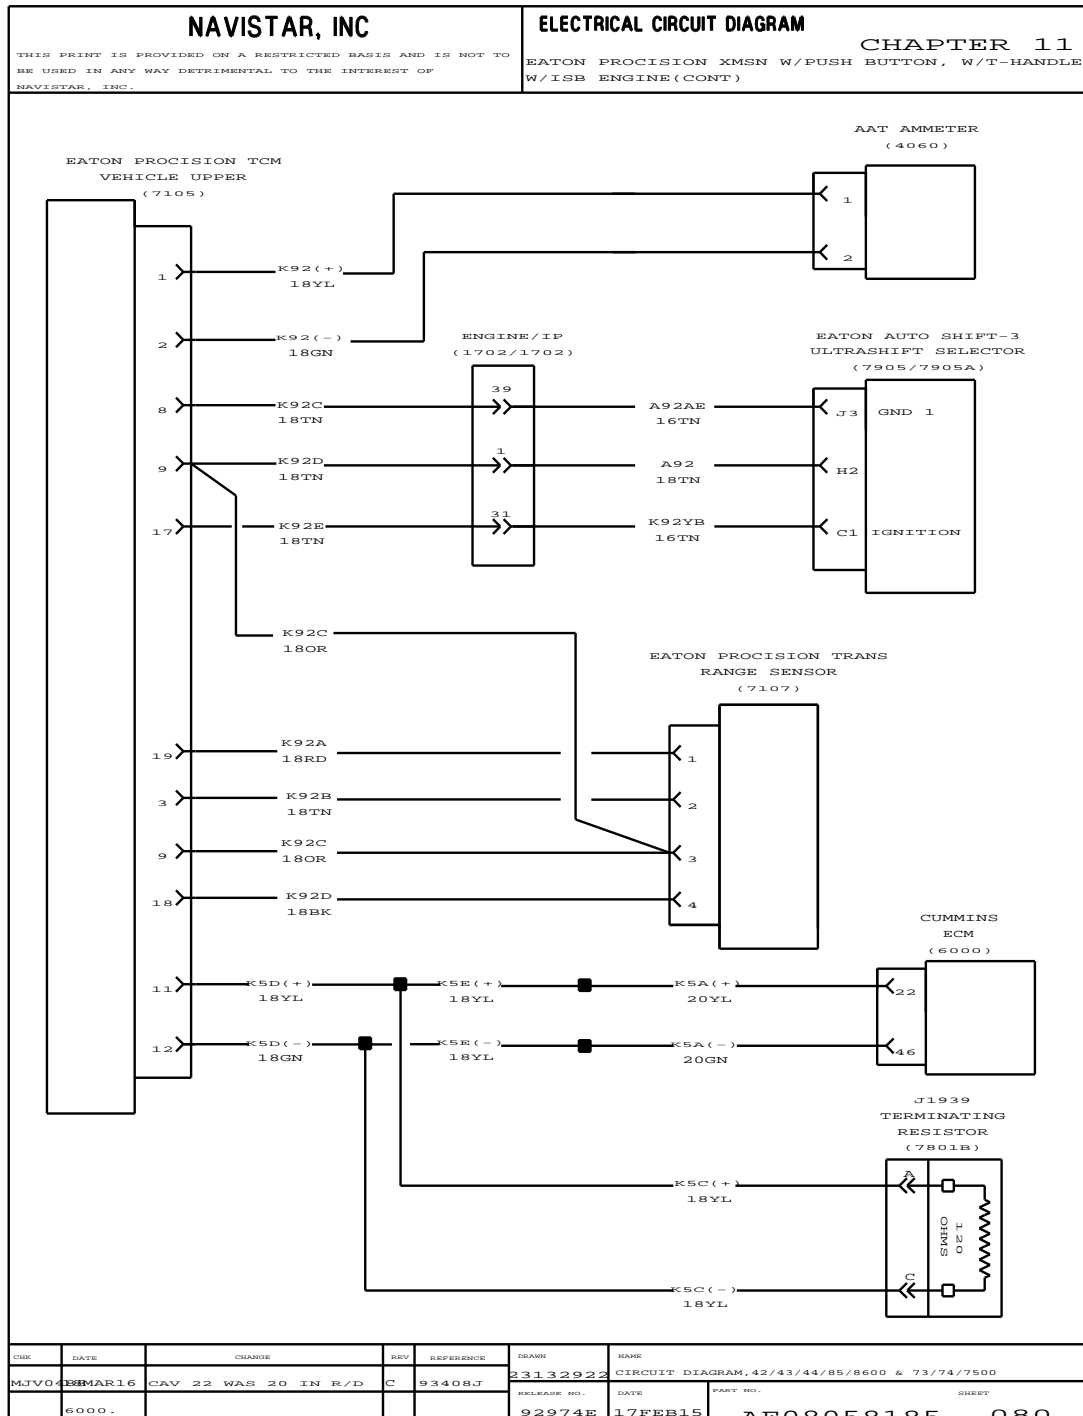 NAVISTAR, INC
THIS PRINT IS PROVIDED ON A RESTRICTED BASIS AND IS NOT TO
BE USED IN ANY WAY DETRIMENTAL TO THE INTEREST OF
NAVISTAR, INC.
ELECTRICAL CIRCUIT DIAGRAM
CHAPTER 11
EATON PROCISION XMSN W/PUSH BUTTON, W/T-HANDLE
W/ISB ENGINE(CONT)
AAT AMMETER
(4060)
1
2
EATON PROCISION TCM
VEHICLE UPPER
(7105)
1
K92(+)
18YL
2
K92(-)
18GN
ENGINE/IP
(1702/1702)
EATON AUTO SHIFT-3
ULTRASHIFT SELECTOR
(7905/7905A)
8
K92C
18TN
39
A92AE
16TN
J3
GND 1
9
K92D
18TN
1
A92
18TN
H2
17
K92E
18TN
31
K92YB
16TN
C1
IGNITION
K92C
18OR
EATON PROCISION TRANS
RANGE SENSOR
(7107)
19
K92A
18RD
1
3
K92B
18TN
2
9
K92C
18OR
3
18
K92D
18BK
4
CUMMINS
ECM
(6000)
11
K5D(+)
18YL
K5E(+)
18YL
K5A(+)
20YL
22
12
K5D(-)
18GN
K5E(-)
18YL
K5A(-)
20GN
46
J1939
TERMINATING
RESISTOR
(7801B)
A
K5C(+)
18YL
120
OHMS
C
K5C(-)
18YL
CHK DATE CHANGE REV REFERENCE
CAV 22 WAS 20 IN R/D C 93408J
6000.
DRAWN
23132922
NAME
CIRCUIT DIAGRAM,42/43/44/85/8600 & 73/74/7500
RELEASE NO.
92974E
DATE
17FEB15
PART NO.
SHEET